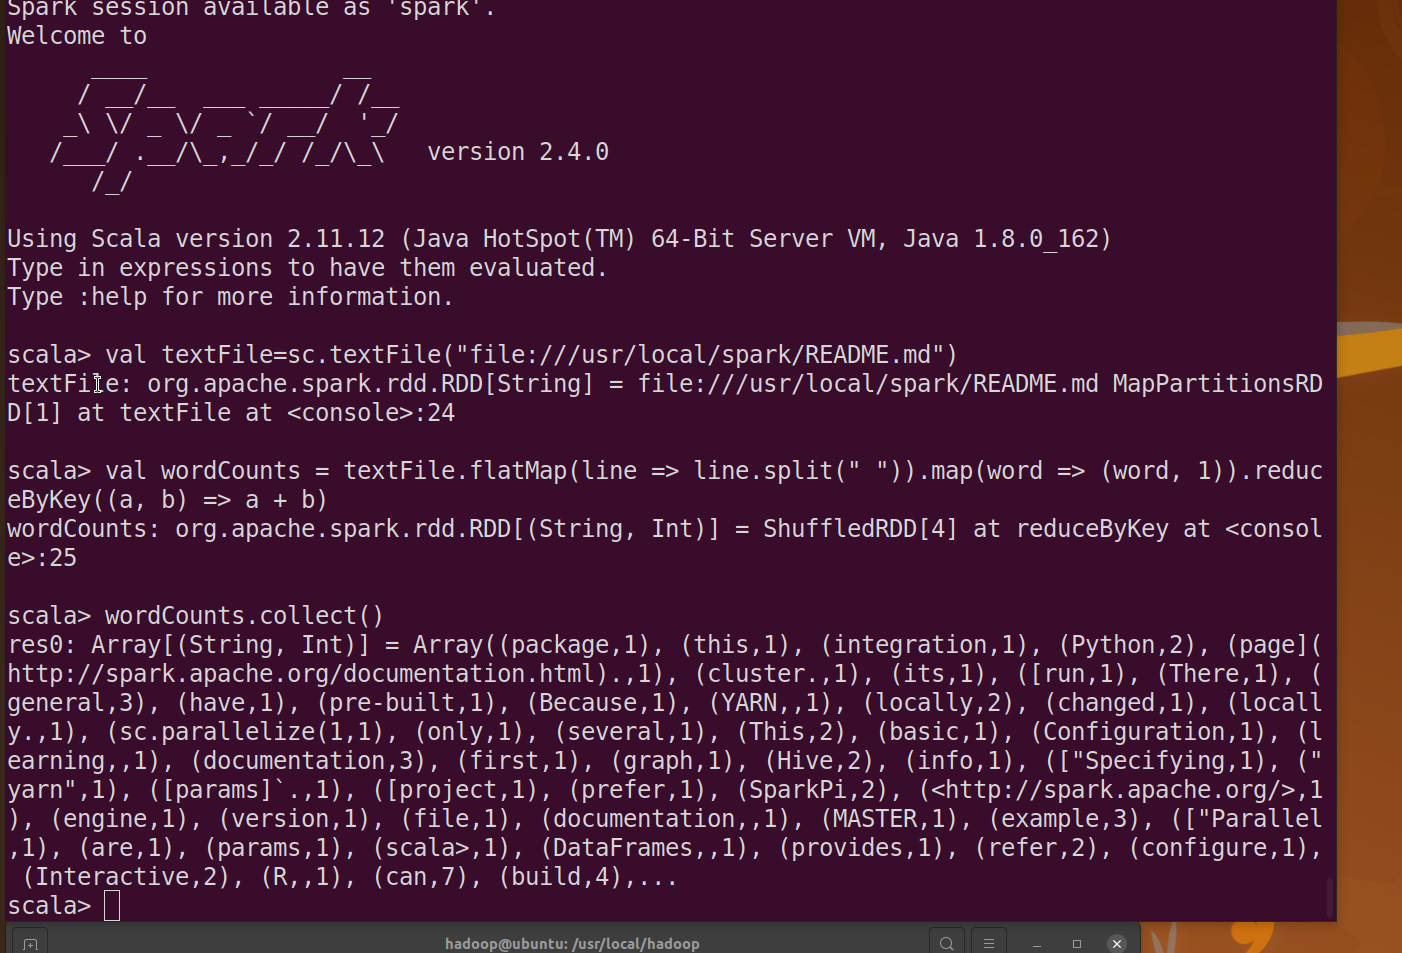 Spark session available as 'spark'.
Welcome to
      ____              __
     / __/__  ___ _____/ /__
    _\ \/ _ \/ _ `/ __/  '_/
   /___/ .__/\_,_/_/ /_/\_\   version 2.4.0
      /_/
Using Scala version 2.11.12 (Java HotSpot(TM) 64-Bit Server VM, Java 1.8.0_162)
Type in expressions to have them evaluated.
Type :help for more information.
scala> val textFile=sc.textFile("file:///usr/local/spark/README.md")
textFile: org.apache.spark.rdd.RDD[String] = file:///usr/local/spark/README.md MapPartitionsRD
D[1] at textFile at <console>:24
scala> val wordCounts = textFile.flatMap(line => line.split(" ")).map(word => (word, 1)).reduc
eByKey((a, b) => a + b)
wordCounts: org.apache.spark.rdd.RDD[(String, Int)] = ShuffledRDD[4] at reduceByKey at <consol
e>:25
scala> wordCounts.collect()
res0: Array[(String, Int)] = Array((package,1), (this,1), (integration,1), (Python,2), (page](
http://spark.apache.org/documentation.html).,1), (cluster.,1), (its,1), ([run,1), (There,1), (
general,3), (have,1), (pre-built,1), (Because,1), (YARN,,1), (locally,2), (changed,1), (locall
y.,1), (sc.parallelize(1,1), (only,1), (several,1), (This,2), (basic,1), (Configuration,1), (l
earning,,1), (documentation,3), (first,1), (graph,1), (Hive,2), (info,1), (["Specifying,1), ("
yarn",1), ([params]`.,1), ([project,1), (prefer,1), (SparkPi,2), (<http://spark.apache.org/>,1
), (engine,1), (version,1), (file,1), (documentation,,1), (MASTER,1), (example,3), (["Parallel
,1), (are,1), (params,1), (scala>,1), (DataFrames,,1), (provides,1), (refer,2), (configure,1),
 (Interactive,2), (R,,1), (can,7), (build,4),...
scala>
hadoop@ubuntu: /usr/local/hadoop